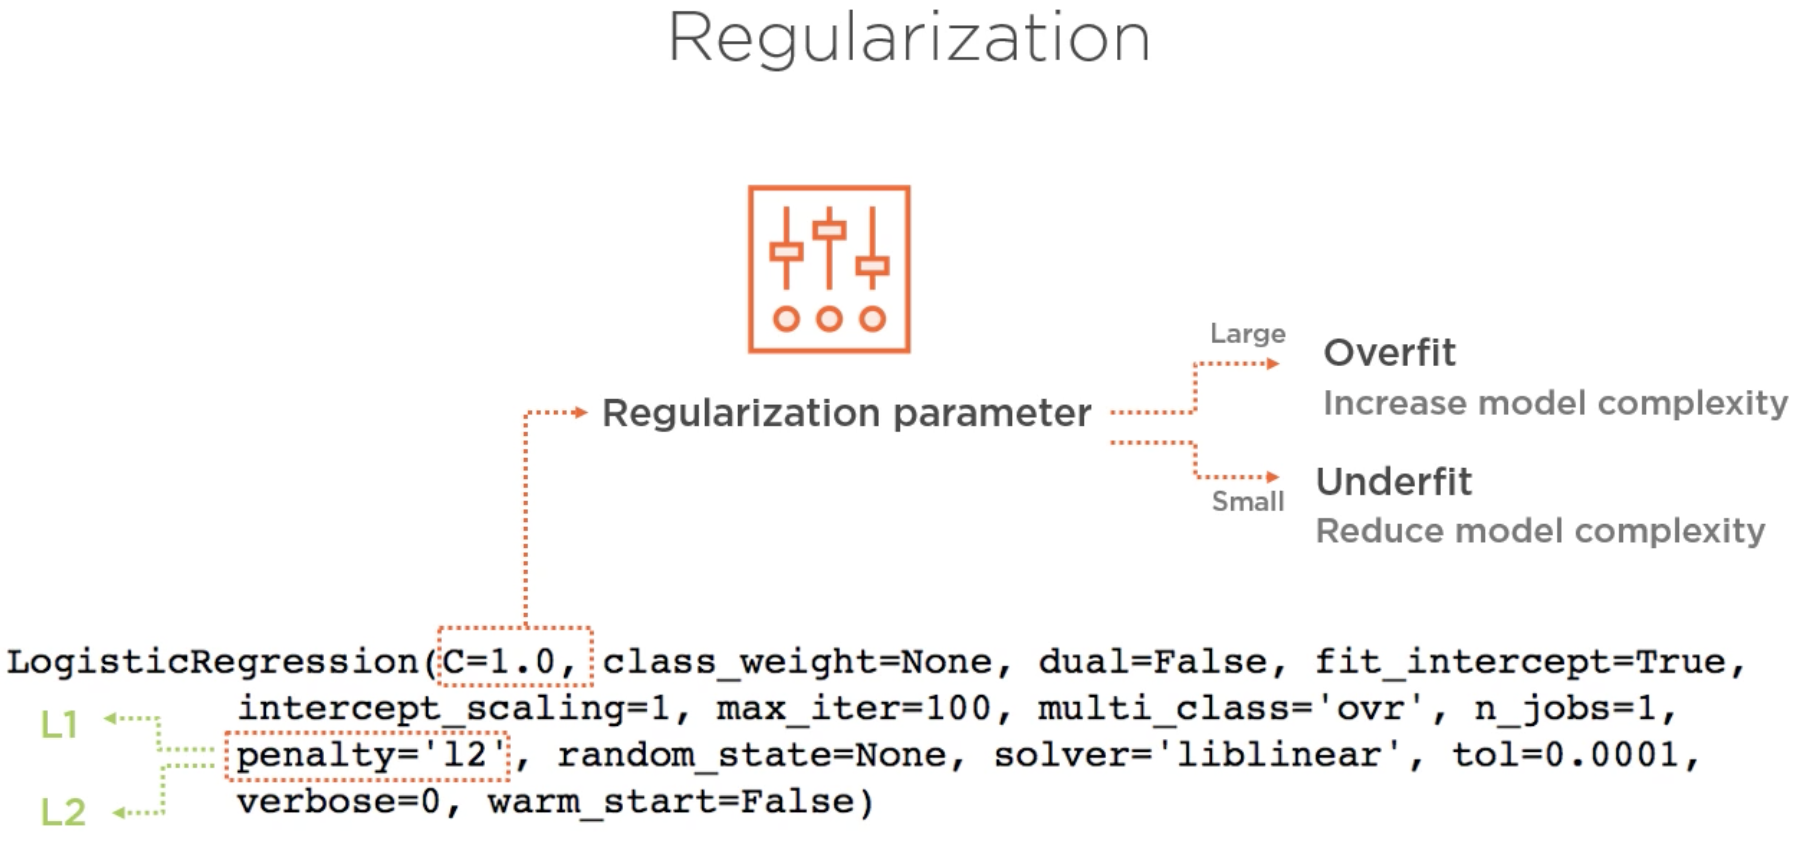 Regularization
Large
Overfit
Increase model complexity
Regularization parameter
Underfit
Small
Reduce model complexity
LogisticRegression(C=1.0, class_weight=None, dual=False, fit_intercept=True,
intercept_scaling=1, max_iter=100, multi_class='ovr', n_jobs=1,
L1
penalty='l2', random_state=None, solver='liblinear', tol=0.0001,
verbose=0, warm_start=False)
L2